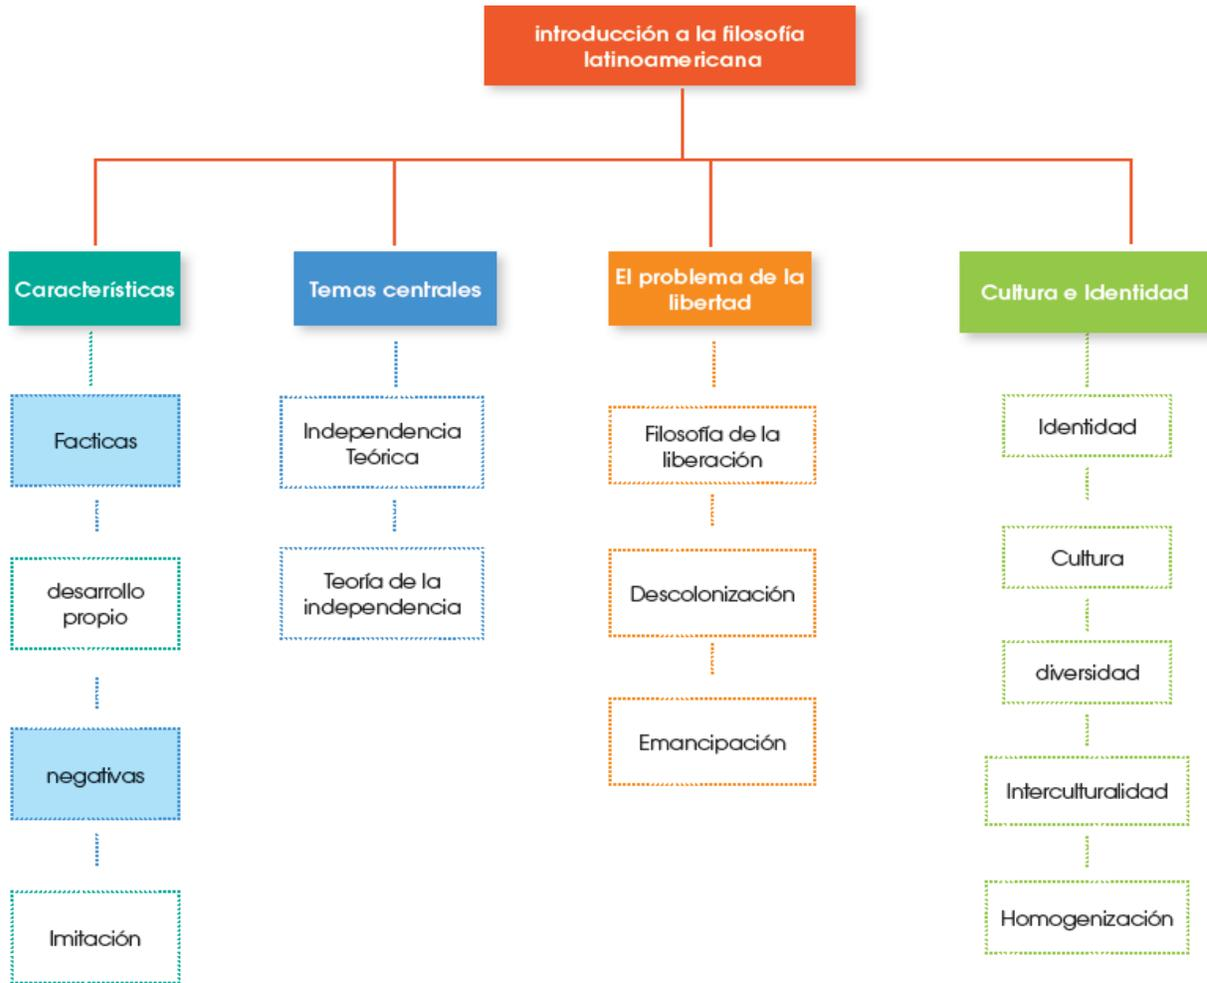 introducción a la filosofía
latinoamericana
Características
Facticas
desarrollo
propio
negativas
Imitación
Temas centrales
Independencia
Teórica
Teoría de la
independencia
El problema de la
libertad
Filosofía de la
liberación
Descolonización
Emancipación
Cultura e Identidad
Identidad
Cultura
diversidad
Interculturalidad
Homogenización